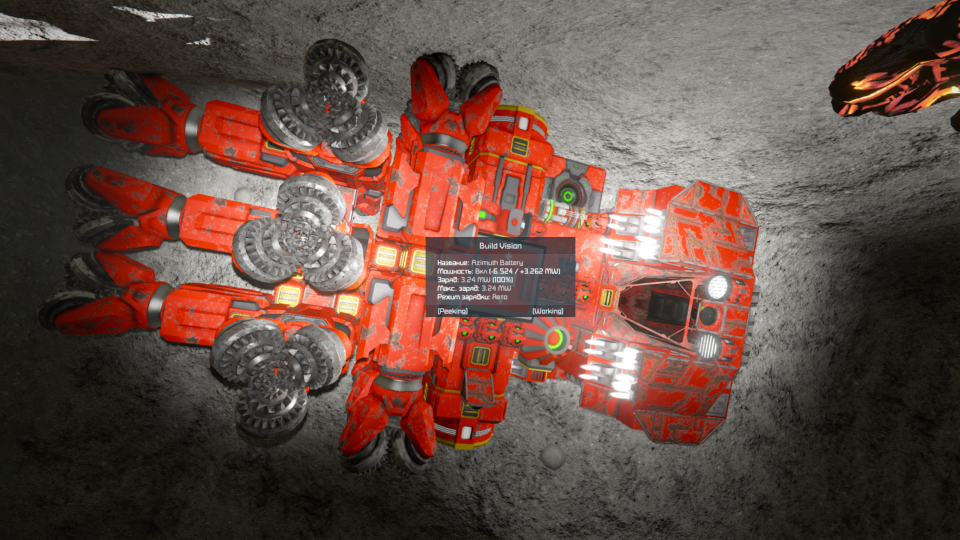 Build Vision
Название: Azimuth Battery
Мощность: Вкл (-6.524 / +3.262 MW)
Заряд: 3.24 MW (100%)
Макс. заряд: 3.24 MW
Режим зарядки: Авто
[Peeking] [Working]